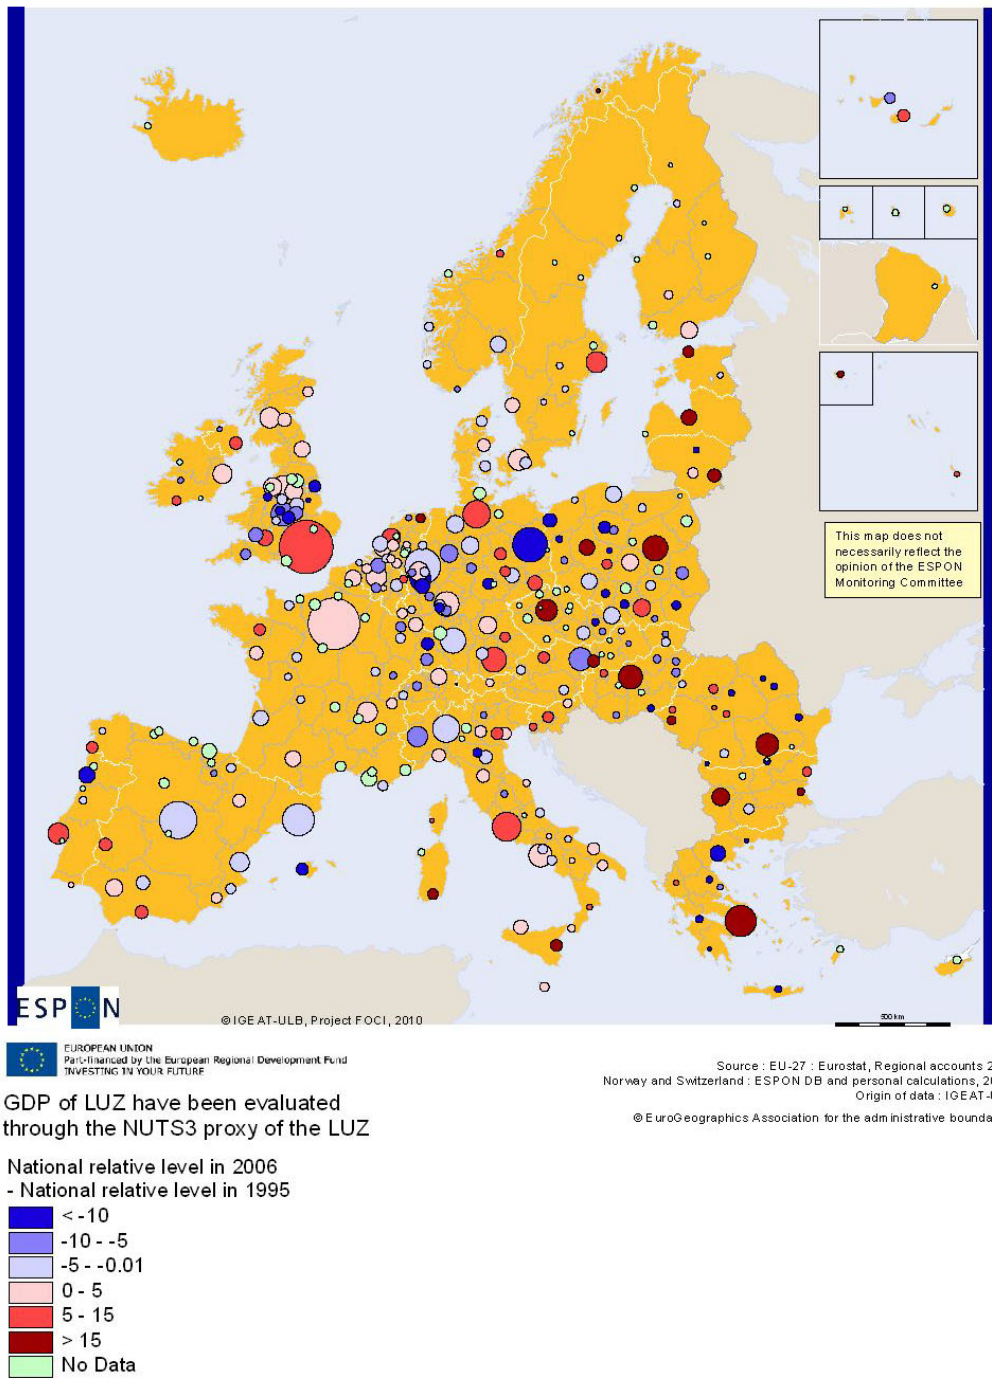 This map does not
necessarily reflect the
opinion of the ESPON
Monitoring Committee
ESPON
©IGEAT-ULB, Project FOCI, 2010
500 km
EUROPEAN UNION
Part-financed by the European Regional Development Fund
INVESTING IN YOUR FUTURE
Source : EU-27 : Eurostat, Regional accounts
Norway and Switzerland : ESPON DB and personal calculations,
Origin of data : IGEAT-
© EuroGeographics Association for the administrative
GDP of LUZ have been evaluated
through the NUTS3 proxy of the LUZ
National relative level in 2006
- National relative level in 1995
< -10
-10 - -5
-5 - -0.01
0 - 5
5 - 15
> 15
No Data